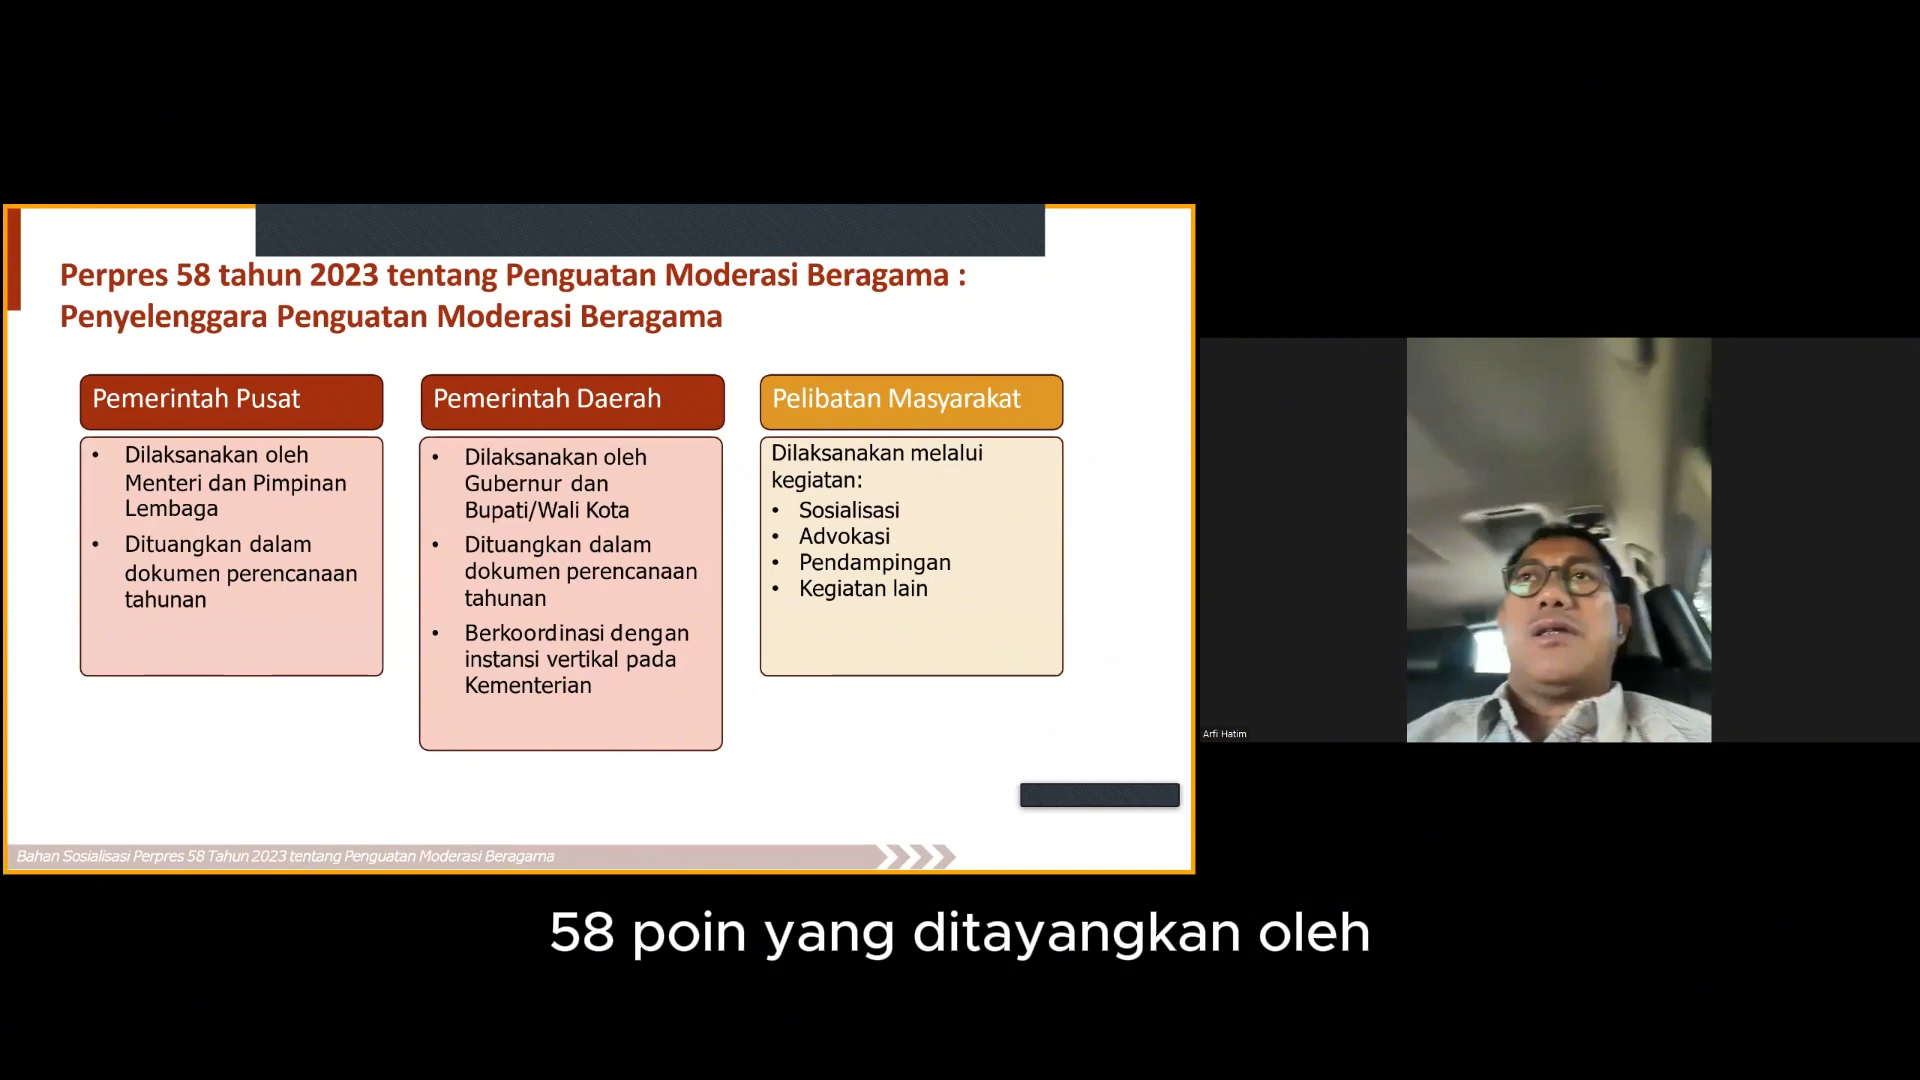 Perpres 58 tahun 2023 tentang Penguatan Moderasi Beragama :
Penyelenggara Penguatan Moderasi Beragama
Pemerintah Pusat
• Dilaksanakan oleh
Menteri dan Pimpinan
Lembaga
• Dituangkan dalam
dokumen perencanaan
tahunan
Pemerintah Daerah
• Dilaksanakan oleh
Gubernur dan
Bupati/Wali Kota
• Dituangkan dalam
dokumen perencanaan
tahunan
• Berkoordinasi dengan
instansi vertikal pada
Kementerian
Pelibatan Masyarakat
Dilaksanakan melalui
kegiatan:
• Sosialisasi
• Advokasi
• Pendampingan
• Kegiatan lain
Bahan Sosialisasi Perpres 58 Tahun 2023 tentang Penguatan Moderasi Beragama
Arfi Hatim
58 poin yang ditayangkan oleh